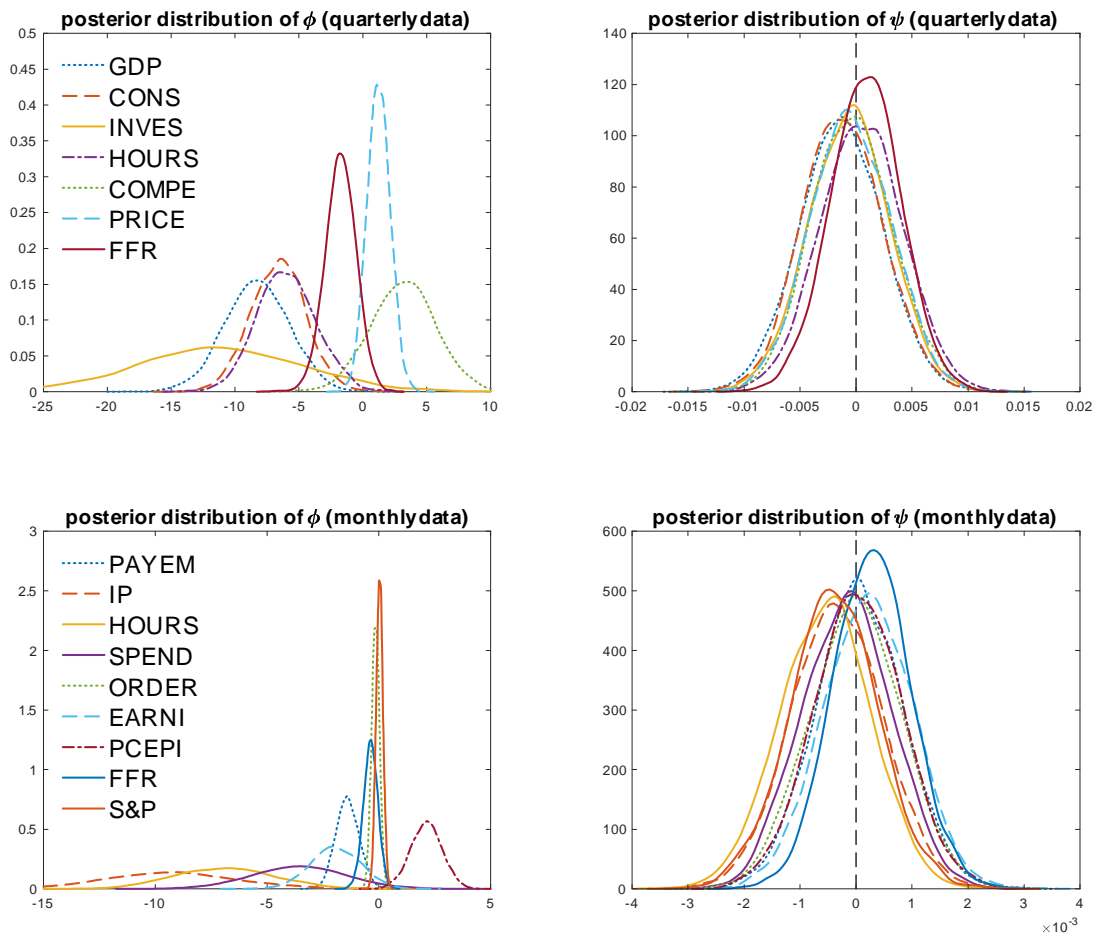 posterior distribution of ϕ (quarterly data)
0.5
0.45
0.4
0.35
0.3
0.25
0.2
0.15
0.1
0.05
0
-25 -20 -15 -10 -5 0 5 10
GDP
CONS
INVES
HOURS
COMPE
PRICE
FFR
posterior distribution of ψ (quarterly data)
140
120
100
80
60
40
20
0
-0.02 -0.015 -0.01 -0.005 0 0.005 0.01 0.015 0.02
posterior distribution of ϕ (monthly data)
3
2.5
2
1.5
1
0.5
0
-15 -10 -5 0 5
PAYEM
IP
HOURS
SPEND
ORDER
EARNI
PCEPI
FFR
S&P
posterior distribution of ψ (monthly data)
600
500
400
300
200
100
0
-4 -3 -2 -1 0 1 2 3 4
×10⁻³